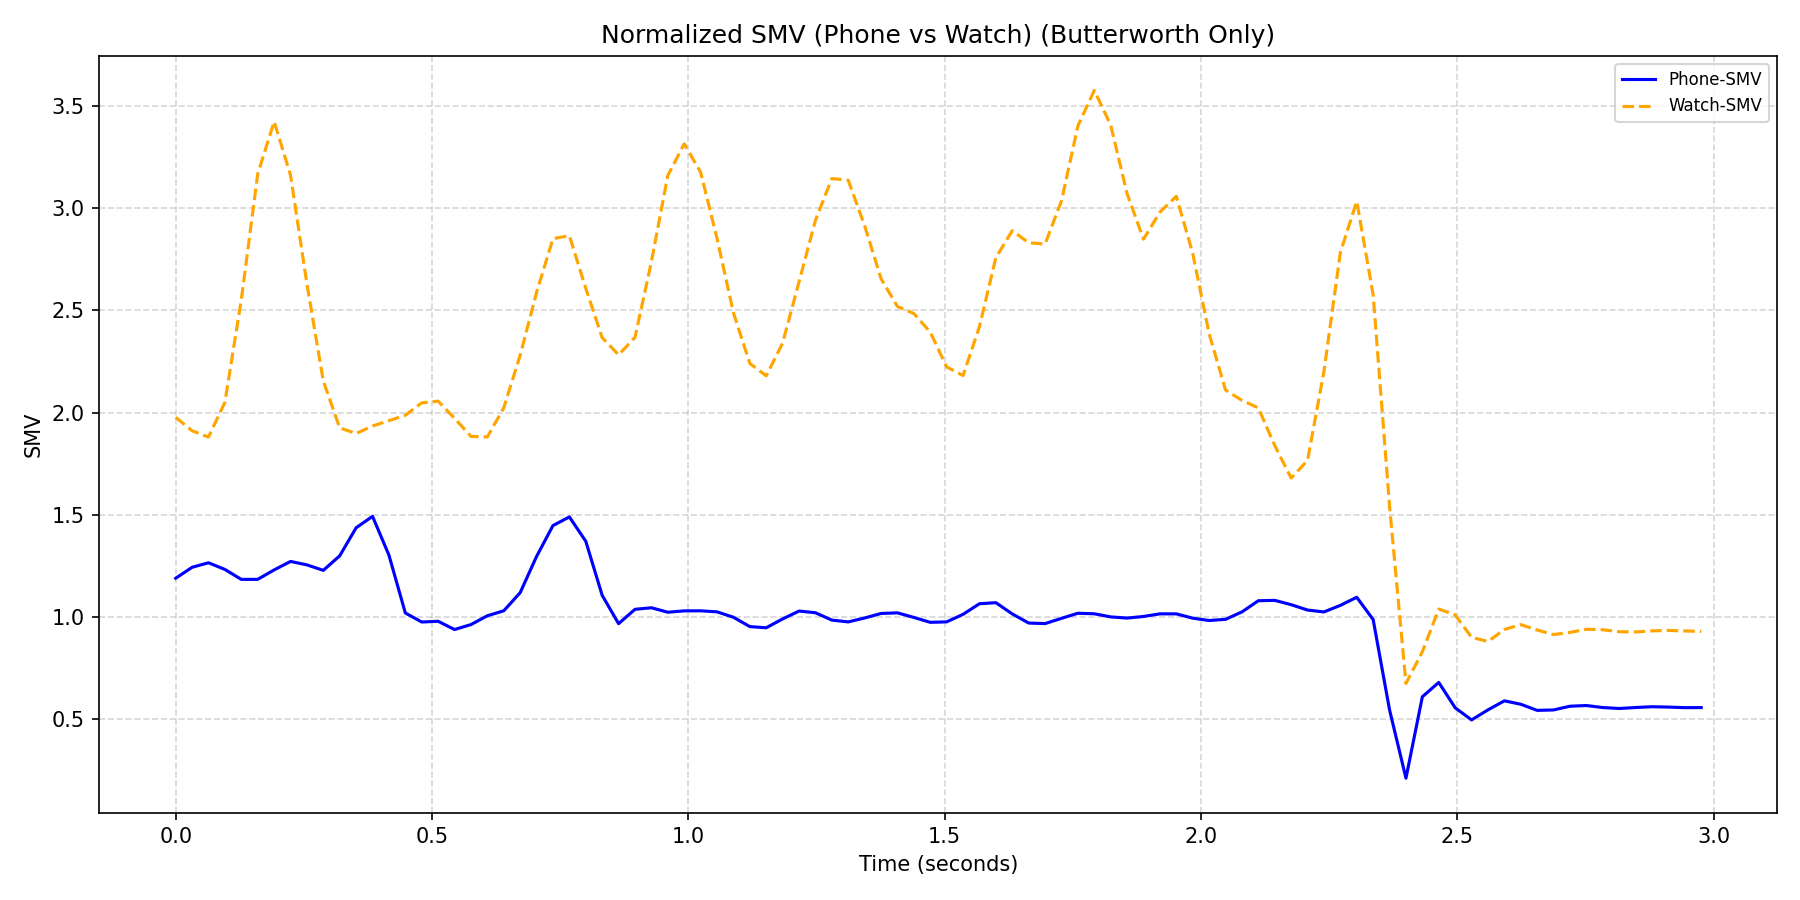 Normalized SMV (Phone vs Watch) (Butterworth Only)
Phone-SMV
Watch-SMV
SMV
3.5
3.0
2.5
2.0
1.5
1.0
0.5
0.0 0.5 1.0 1.5 2.0 2.5 3.0
Time (seconds)